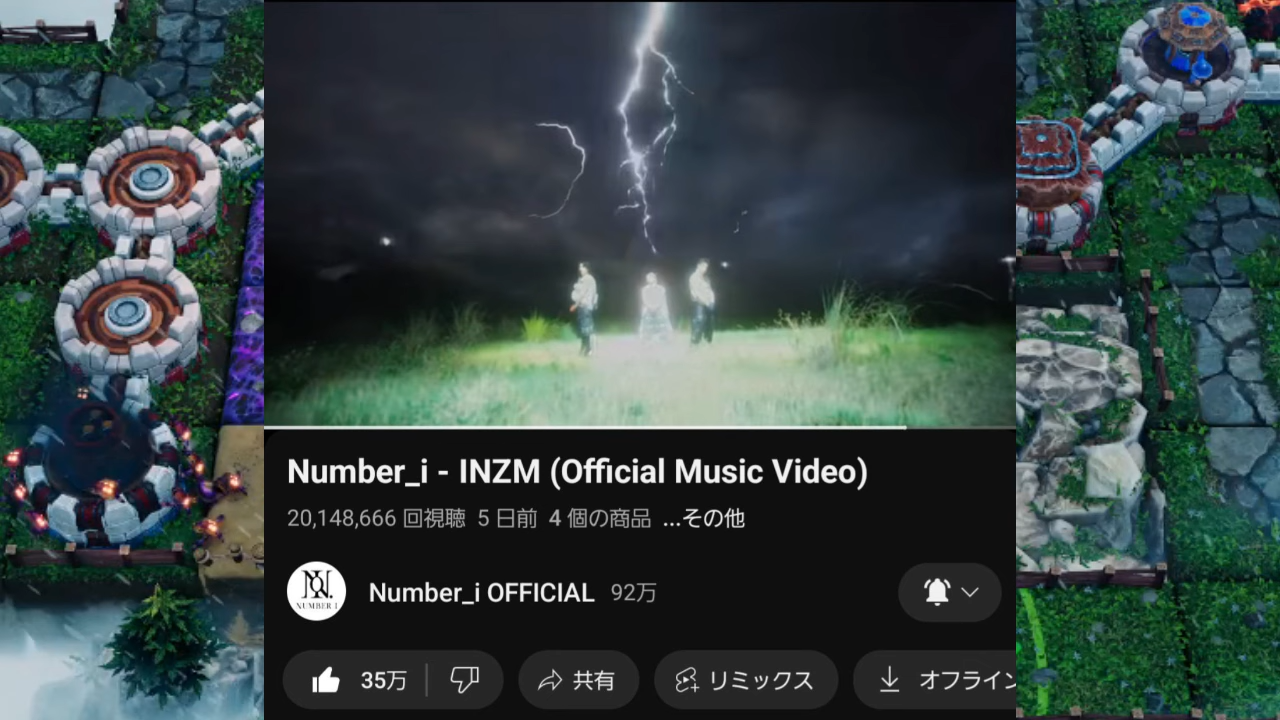 Number_i - INZM (Official Music Video)
20,148,666 回視聴 5 日前 4 個の商品 ...その他
NUMBER I
Number_i OFFICIAL 92万
35万 共有 リミックス オフライン